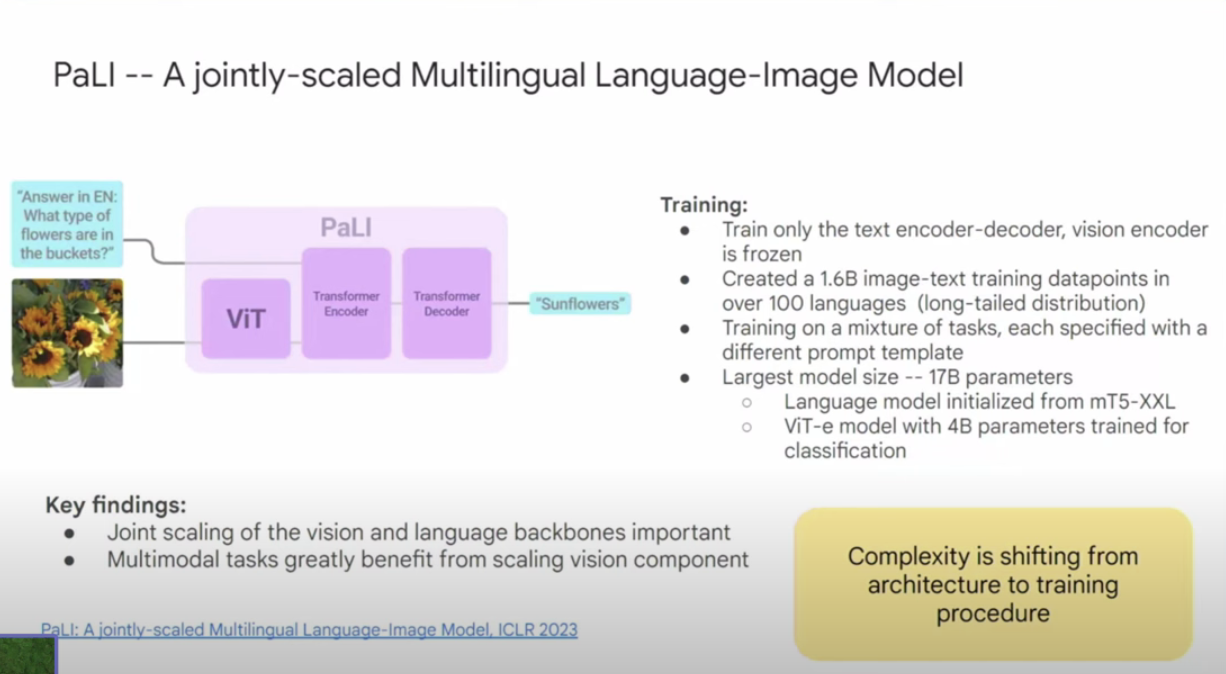 PaLI -- A jointly-scaled Multilingual Language-Image Model
"Answer in EN:
What type of
flowers are in
the buckets?"
PaLI
ViT
Transformer
Encoder
Transformer
Decoder
"Sunflowers"
Training:
● Train only the text encoder-decoder, vision encoder
is frozen
● Created a 1.6B image-text training datapoints in
over 100 languages (long-tailed distribution)
● Training on a mixture of tasks, each specified with a
different prompt template
● Largest model size -- 17B parameters
○ Language model initialized from mT5-XXL
○ ViT-e model with 4B parameters trained for
classification
Key findings:
● Joint scaling of the vision and language backbones important
● Multimodal tasks greatly benefit from scaling vision component
Complexity is shifting from
architecture to training
procedure
PaLI: A jointly-scaled Multilingual Language-Image Model, ICLR 2023